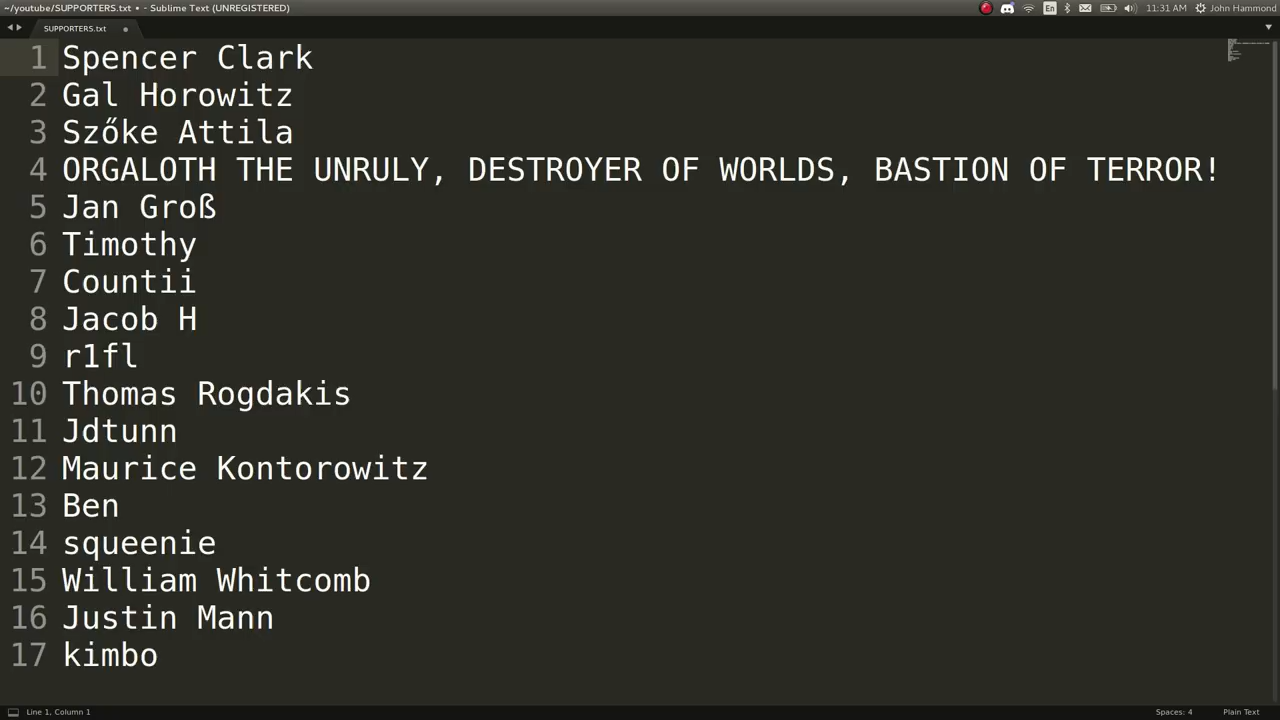 ~/youtube/SUPPORTERS.txt • - Sublime Text (UNREGISTERED)
En
11:31 AM
John Hammond
SUPPORTERS.txt
1 Spencer Clark
2 Gal Horowitz
3 Szőke Attila
4 ORGALOTH THE UNRULY, DESTROYER OF WORLDS, BASTION OF TERROR!
5 Jan Groß
6 Timothy
7 Countii
8 Jacob H
9 r1fl
10 Thomas Rogdakis
11 Jdtunn
12 Maurice Kontorowitz
13 Ben
14 squeenie
15 William Whitcomb
16 Justin Mann
17 kimbo
Line 1, Column 1
Spaces: 4
Plain Text